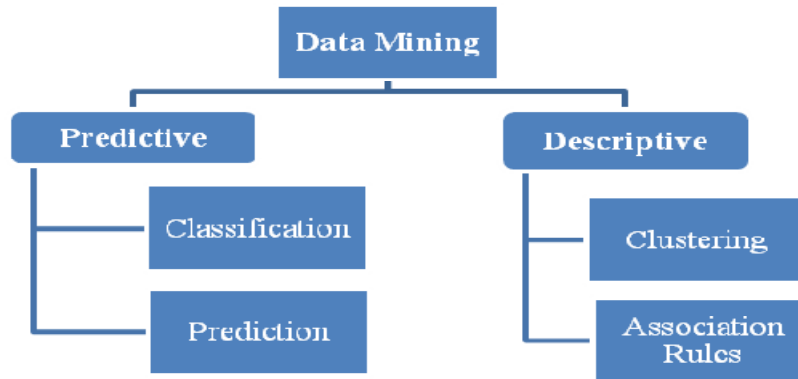 Data Mining
Predictive
Descriptive
Classification
Clustering
Prediction
Association
Rules